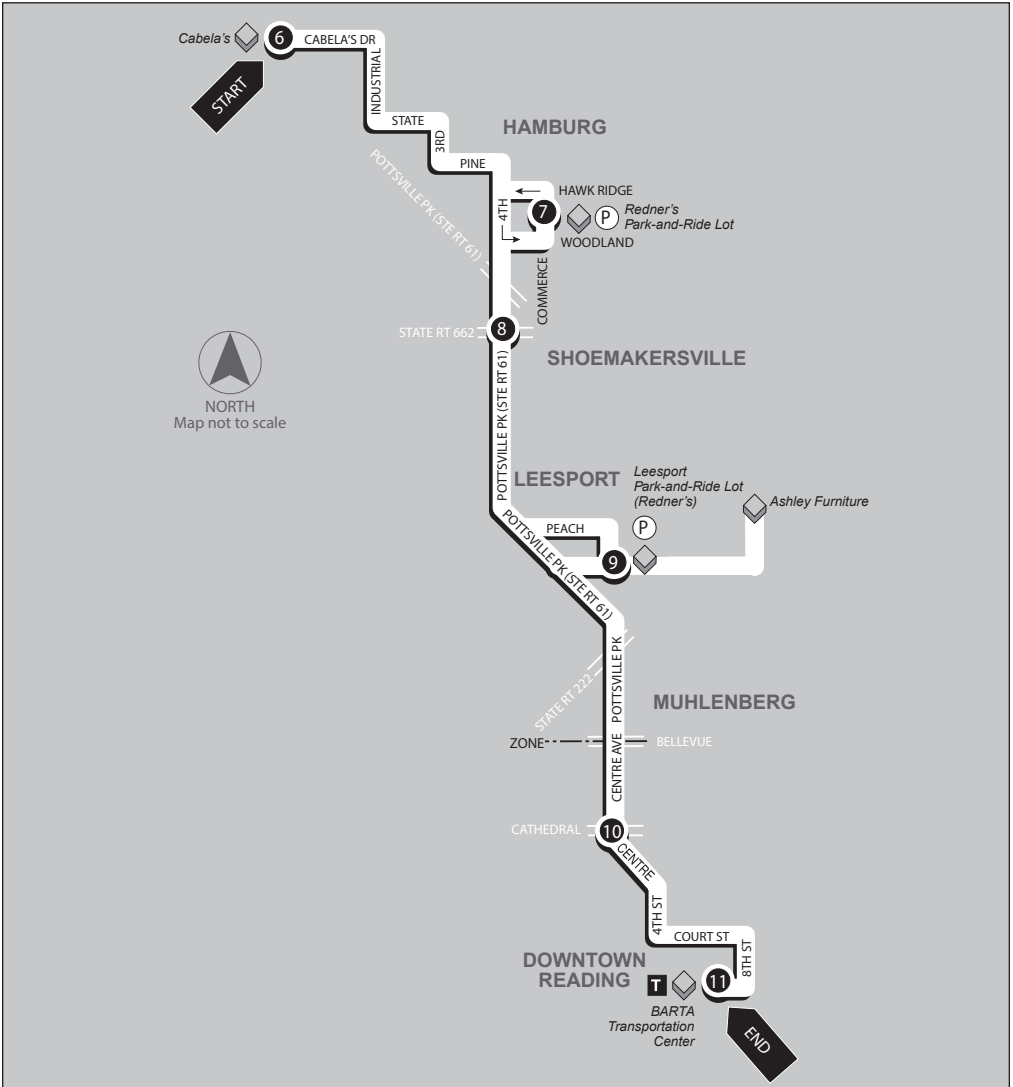 Cabela's
6
CABELA'S DR
START
INDUSTRIAL
STATE
3RD
HAMBURG
PINE
POTTSVILLE PK (STE RT 61)
4TH
HAWK RIDGE
7
P
Redner's
Park-and-Ride Lot
WOODLAND
COMMERCE
STATE RT 662
8
SHOEMAKERSVILLE
NORTH
Map not to scale
POTTSVILLE PK (STE RT 61)
LEESPORT
Leesport
Park-and-Ride Lot
(Redner's)
P
Ashley Furniture
PEACH
9
POTTSVILLE PK (STE RT 61)
STATE RT 222
POTTSVILLE PK
MUHLENBERG
ZONE
BELLEVUE
CENTRE AVE
CATHEDRAL
10
CENTRE
4TH ST
COURT ST
8TH ST
DOWNTOWN
READING
T
11
BARTA
Transportation
Center
END